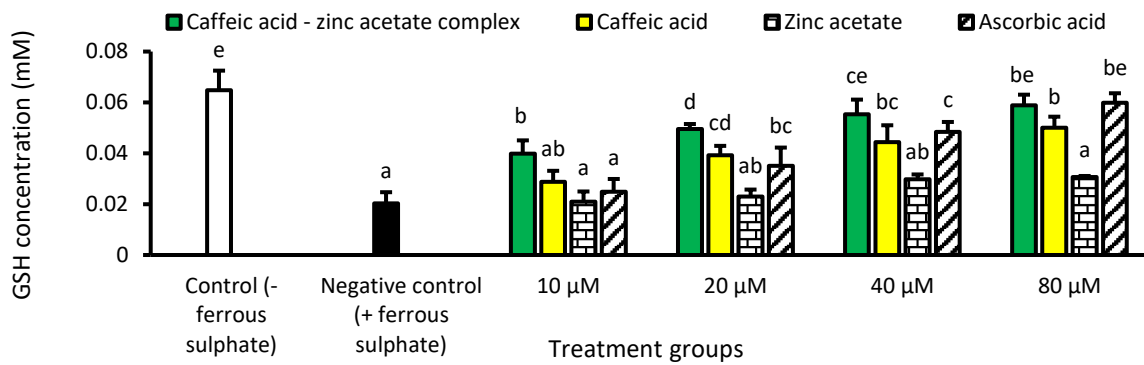 Caffeic acid - zinc acetate complex Caffeic acid Zinc acetate Ascorbic acid
GSH concentration (mM)
0.08
0.06
0.04
0.02
0
e
a
b
ab
a
a
d
cd
ab
bc
ce
bc
ab
c
be
b
a
be
Control (-
ferrous
sulphate)
Negative control
(+ ferrous
sulphate)
10 µM
20 µM
40 µM
80 µM
Treatment groups